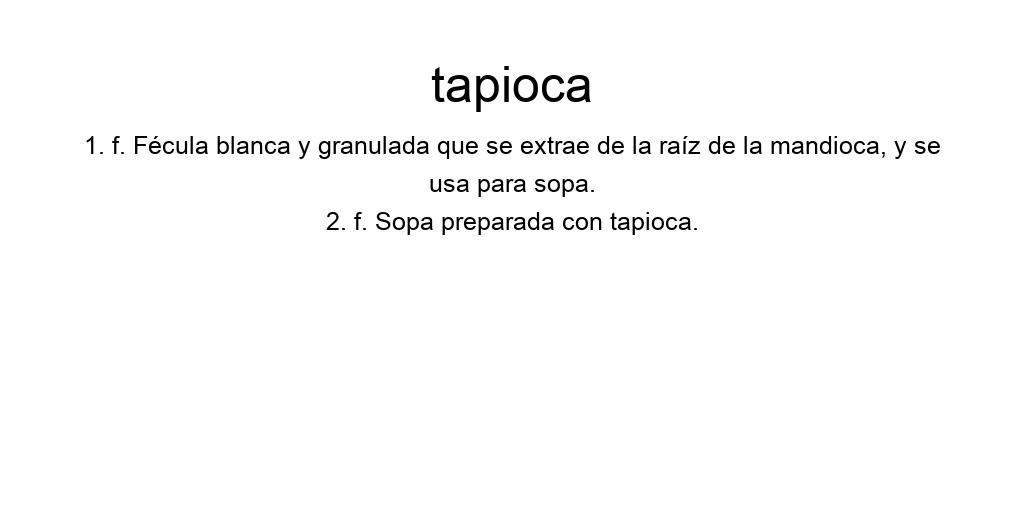 tapioca
1. f. Fécula blanca y granulada que se extrae de la raíz de la mandioca, y se
usa para sopa.
2. f. Sopa preparada con tapioca.